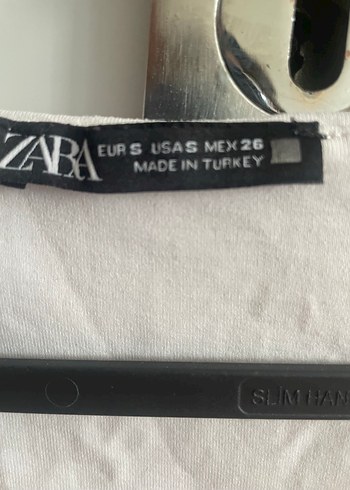 ZARA EUR S USA S MEX 26
MADE IN TURKEY
SLIM HAN